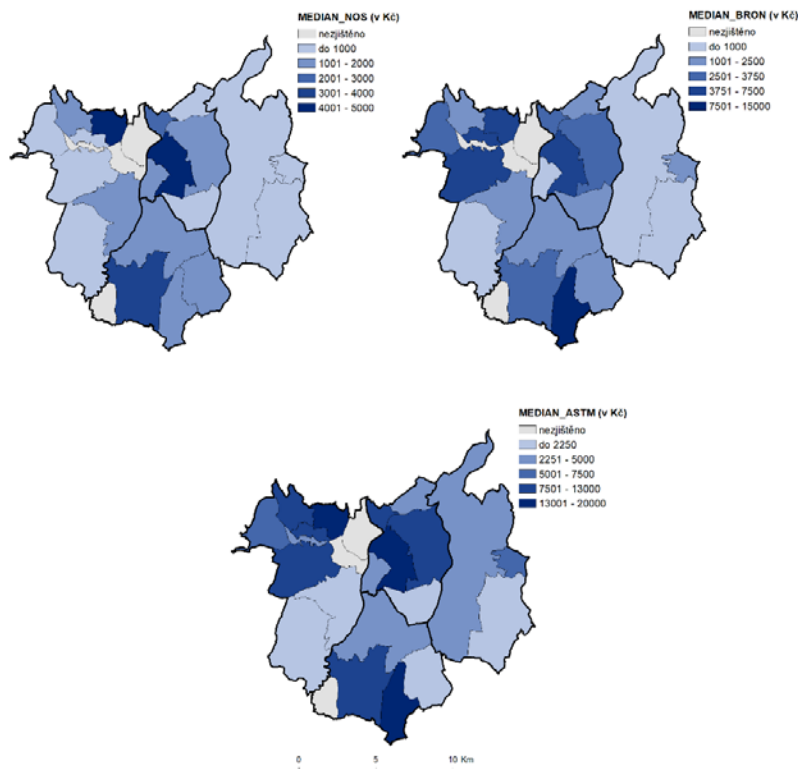 MEDIAN_NOS (v Kč)
nezjištěno
do 1000
1001 - 2000
2001 - 3000
3001 - 4000
4001 - 5000
MEDIAN_BRON (v Kč)
nezjištěno
do 1000
1001 - 2500
2501 - 3750
3751 - 7500
7501 - 15000
MEDIAN_ASTM (v Kč)
nezjištěno
do 2250
2251 - 5000
5001 - 7500
7501 - 13000
13001 - 20000
0 5 10 Km